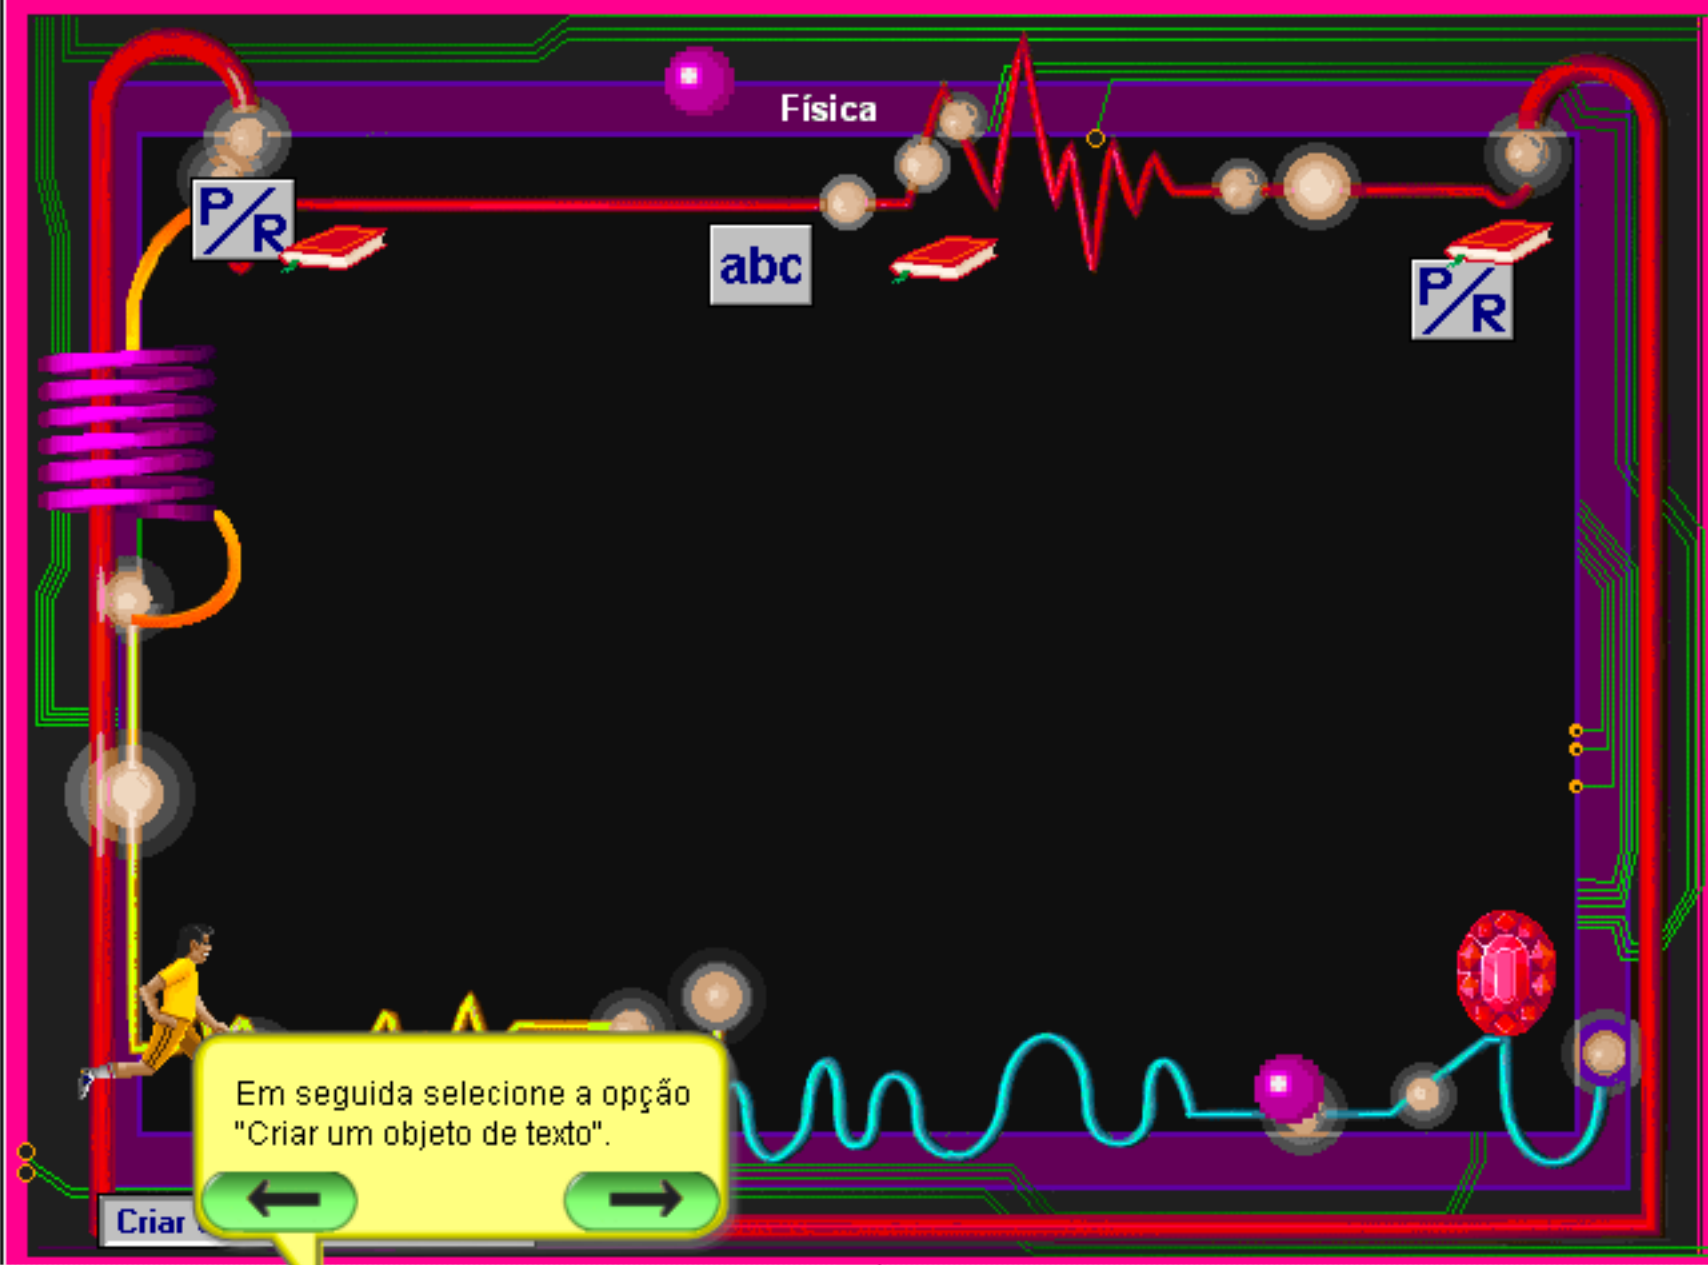 Física
P/R
abc
P/R
Em seguida selecione a opção
"Criar um objeto de texto".
Criar